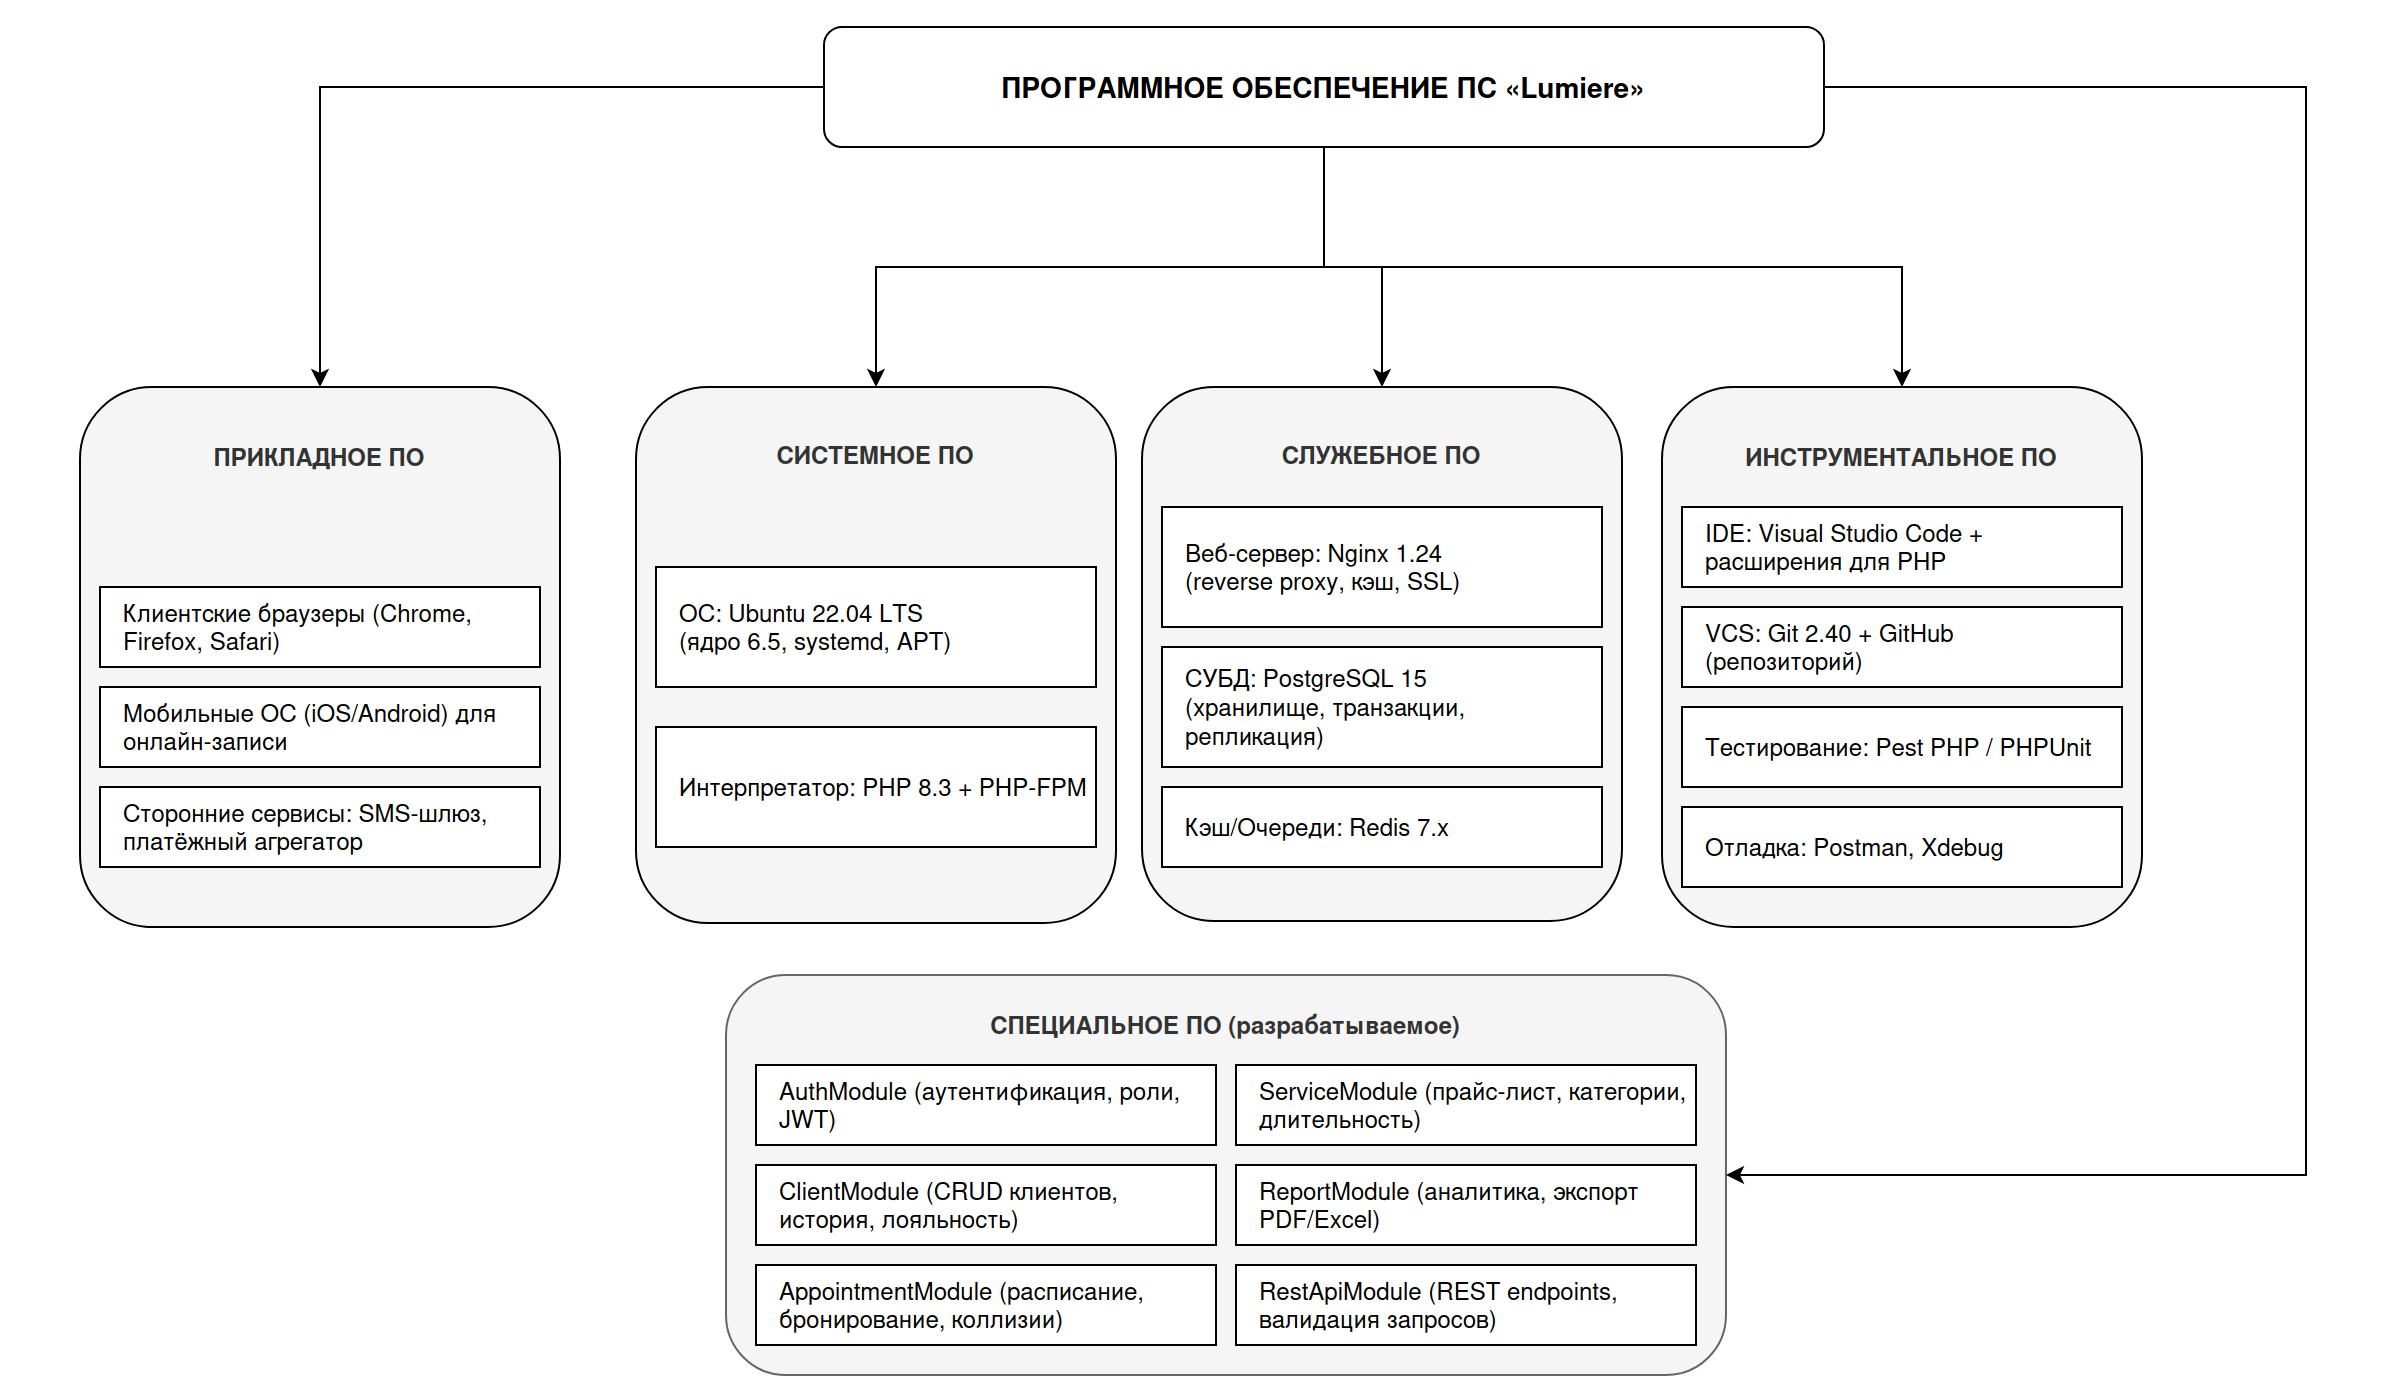 ПРОГРАММНОЕ ОБЕСПЕЧЕНИЕ ПС «Lumiere»
ПРИКЛАДНОЕ ПО
Клиентские браузеры (Chrome,
Firefox, Safari)
Мобильные ОС (iOS/Android) для
онлайн-записи
Сторонние сервисы: SMS-шлюз,
платёжный агрегатор
СИСТЕМНОЕ ПО
ОС: Ubuntu 22.04 LTS
(ядро 6.5, systemd, APT)
Интерпретатор: PHP 8.3 + PHP-FPM
СЛУЖЕБНОЕ ПО
Веб-сервер: Nginx 1.24
(reverse proxy, кэш, SSL)
СУБД: PostgreSQL 15
(хранилище, транзакции,
репликация)
Кэш/Очереди: Redis 7.x
ИНСТРУМЕНТАЛЬНОЕ ПО
IDE: Visual Studio Code +
расширения для PHP
VCS: Git 2.40 + GitHub
(репозиторий)
Тестирование: Pest PHP / PHPUnit
Отладка: Postman, Xdebug
СПЕЦИАЛЬНОЕ ПО (разрабатываемое)
AuthModule (аутентификация, роли,
JWT)
ServiceModule (прайс-лист, категории,
длительность)
ClientModule (CRUD клиентов,
история, лояльность)
ReportModule (аналитика, экспорт
PDF/Excel)
AppointmentModule (расписание,
бронирование, коллизии)
RestApiModule (REST endpoints,
валидация запросов)